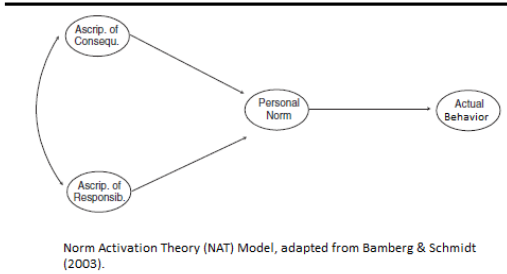 Ascrip. of
Consequ.
Personal
Norm
Actual
Behavior
Ascrip. of
Responsib.
Norm Activation Theory (NAT) Model, adapted from Bamberg & Schmidt
(2003).